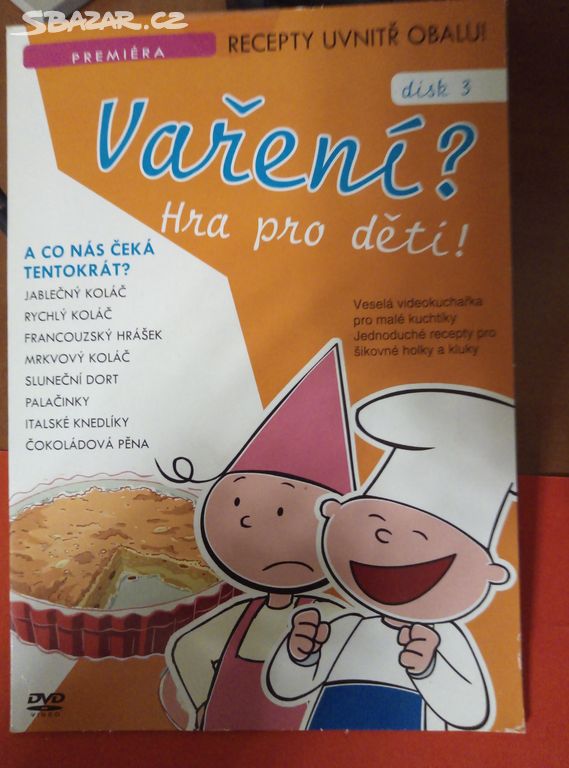 SBAZAR.CZ
PREMIÉRA
RECEPTY UVNITŘ OBALU!
disk 3
Vaření?
Hra pro děti!
A CO NÁS ČEKÁ
TENTOKRÁT?
JABLEČNÝ KOLÁČ
RYCHLÝ KOLÁČ
FRANCOUZSKÝ HRÁŠEK
MRKVOVÝ KOLÁČ
SLUNEČNÍ DORT
PALAČINKY
ITALSKÉ KNEDLÍKY
ČOKOLÁDOVÁ PĚNA
Veselá videokuchařka
pro malé kuchtíky
Jednoduché recepty pro
šikovné holky a kluky
DVD
VIDEO